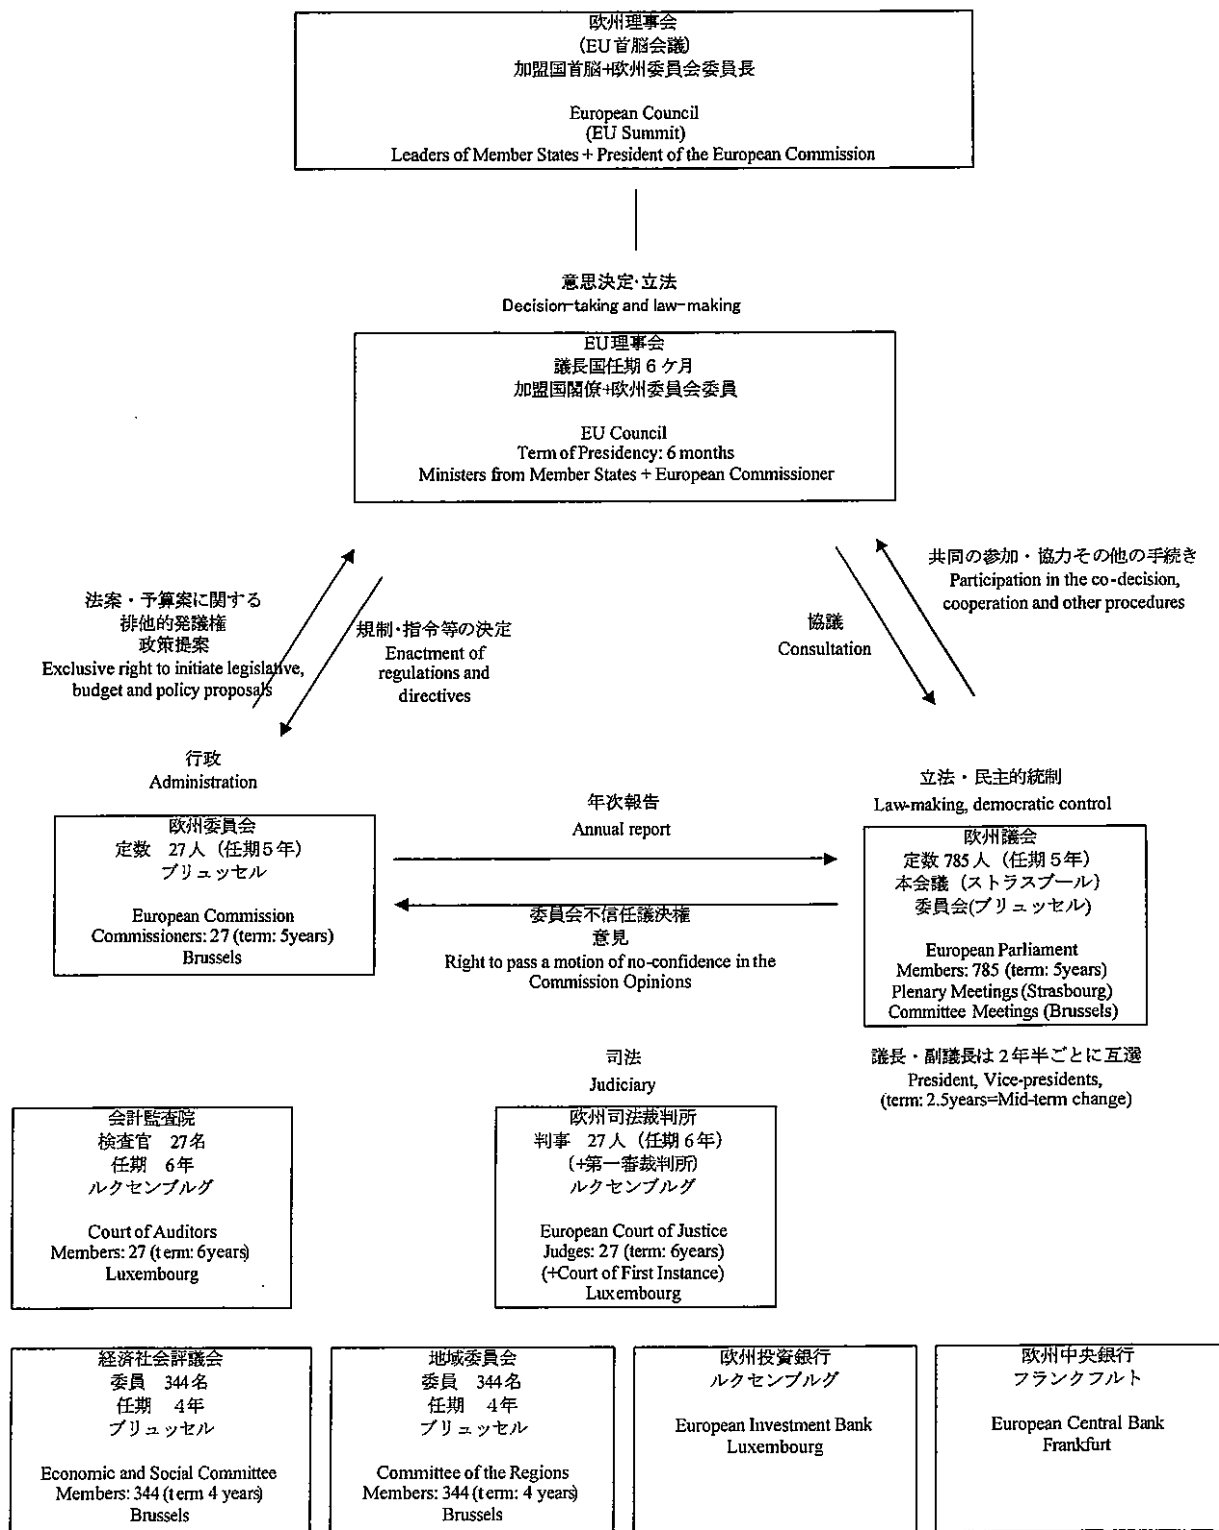 欧州理事会
(EU首脳会議)
加盟国首脳+欧州委員会委員長
European Council
(EU Summit)
Leaders of Member States + President of the European Commission
意思決定･立法
Decision-taking and law-making
EU理事会
議長国任期6ケ月
加盟国閣僚+欧州委員会委員
EU Council
Term of Presidency: 6 months
Ministers from Member States + European Commissioner
法案・予算案に関する
排他的発議権
政策提案
Exclusive right to initiate legislative,
budget and policy proposals
規制･指令等の決定
Enactment of
regulations and
directives
協議
Consultation
共同の参加・協力その他の手続き
Participation in the co-decision,
cooperation and other procedures
行政
Administration
欧州委員会
定数 27人（任期5年）
ブリュッセル
European Commission
Commissioners: 27 (term: 5years)
Brussels
年次報告
Annual report
委員会不信任議決権
意見
Right to pass a motion of no-confidence in the
Commission Opinions
立法・民主的統制
Law-making, democratic control
欧州議会
定数 785人（任期5年）
本会議（ストラスブール）
委員会(ブリュッセル)
European Parliament
Members: 785 (term: 5years)
Plenary Meetings (Strasbourg)
Committee Meetings (Brussels)
議長・副議長は2年半ごとに互選
President, Vice-presidents,
(term: 2.5years=Mid-term change)
司法
Judiciary
会計監査院
検査官 27名
任期 6年
ルクセンブルグ
Court of Auditors
Members: 27 (term: 6years)
Luxembourg
欧州司法裁判所
判事 27人（任期6年）
(+第一審裁判所)
ルクセンブルグ
European Court of Justice
Judges: 27 (term: 6years)
(+Court of First Instance)
Luxembourg
経済社会評議会
委員 344名
任期 4年
ブリュッセル
Economic and Social Committee
Members: 344 (term 4 years)
Brussels
地域委員会
委員 344名
任期 4年
ブリュッセル
Committee of the Regions
Members: 344 (term: 4 years)
Brussels
欧州投資銀行
ルクセンブルグ
European Investment Bank
Luxembourg
欧州中央銀行
フランクフルト
European Central Bank
Frankfurt